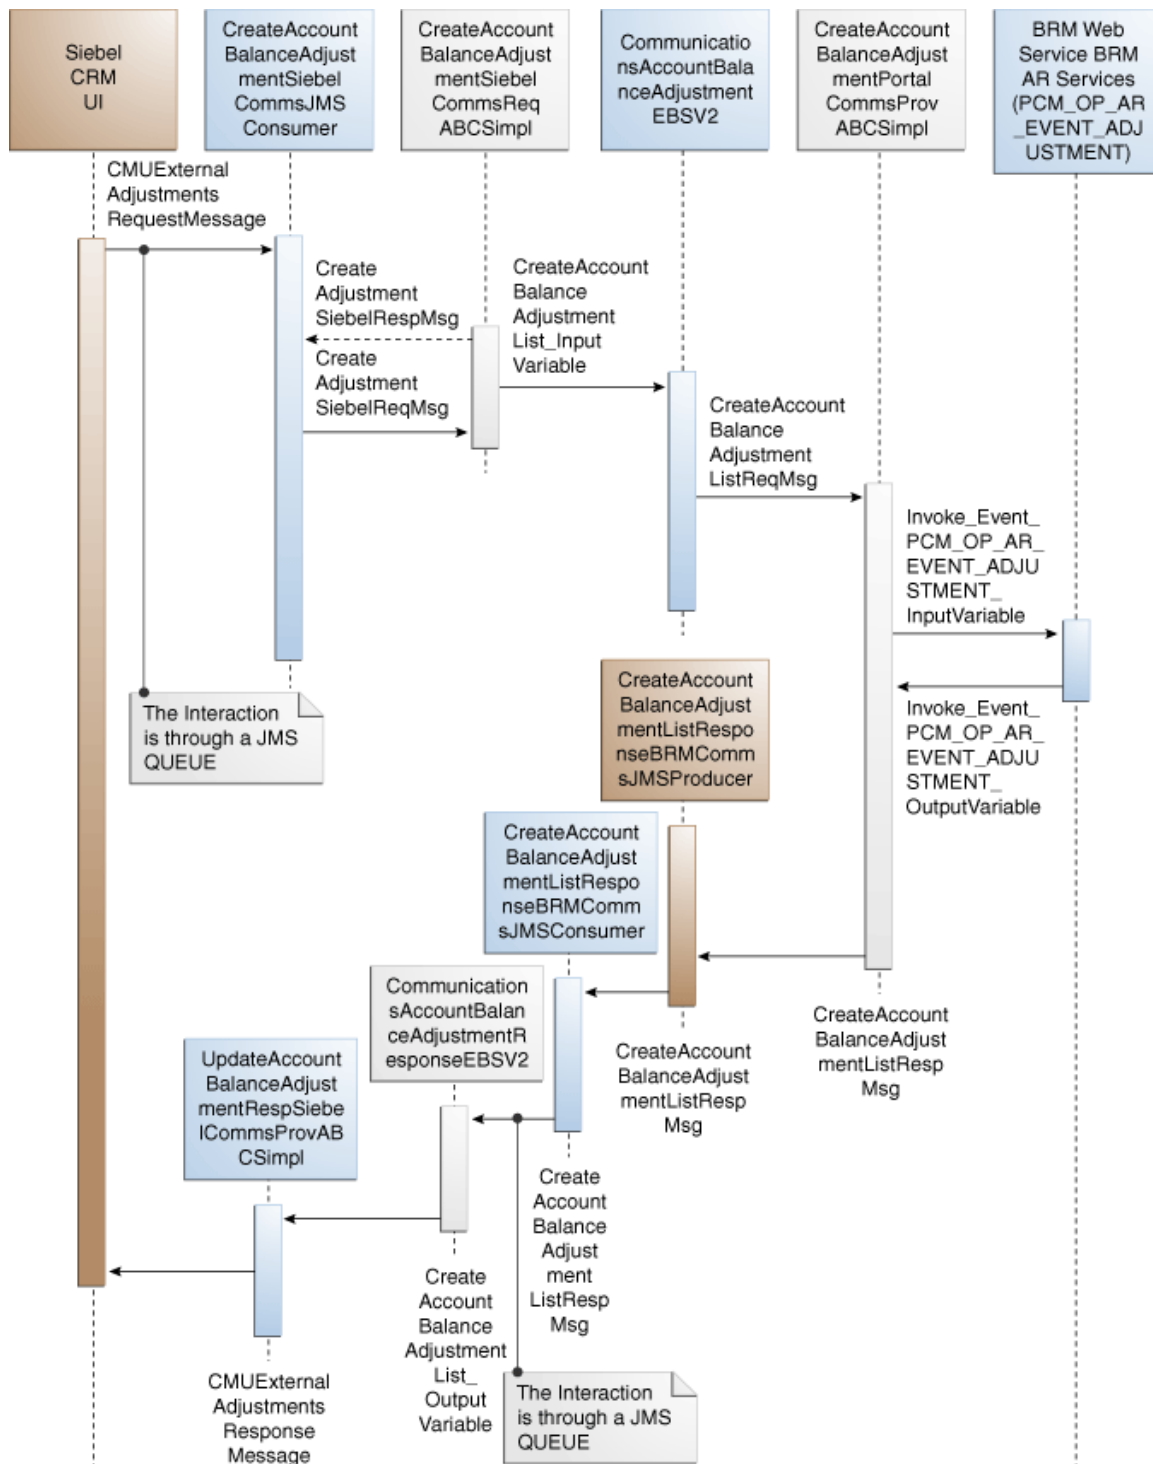 Siebel
CRM
UI
CreateAccount
BalanceAdjust
mentSiebel
CommsJMS
Consumer
CreateAccount
BalanceAdjust
mentSiebel
CommsReq
ABCSimpl
Communicatio
nsAccountBala
nceAdjustment
EBSV2
CreateAccount
BalanceAdjust
mentPortal
CommsProv
ABCSimpl
BRM Web
Service BRM
AR Services
(PCM_OP_AR
_EVENT_ADJ
USTMENT)
CMUExternal
Adjustments
RequestMessage
Create
Adjustment
SiebelRespMsg
Create
Adjustment
SiebelReqMsg
CreateAccount
Balance
Adjustment
List_Input
Variable
CreateAccount
Balance
Adjustment
ListReqMsg
Invoke_Event_
PCM_OP_AR_
EVENT_ADJU
STMENT_
InputVariable
The Interaction
is through a JMS
QUEUE
CreateAccount
BalanceAdjust
mentListRespo
nseBRMComm
sJMSProducer
Invoke_Event_
PCM_OP_AR_
EVENT_ADJU
STMENT_
OutputVariable
CreateAccount
BalanceAdjust
mentListRespo
nseBRMComm
sJMSConsumer
Communication
sAccountBalan
ceAdjustmentR
esponseEBSV2
CreateAccount
BalanceAdjust
mentListResp
Msg
CreateAccount
BalanceAdjust
mentListResp
Msg
UpdateAccount
BalanceAdjust
mentRespSiebe
lCommsProvAB
CSimpl
Create
Account
Balance
Adjust
ment
ListResp
Msg
Create
Account
Balance
Adjustment
List_
Output
Variable
CMUExternal
Adjustments
Response
Message
The Interaction
is through a JMS
QUEUE